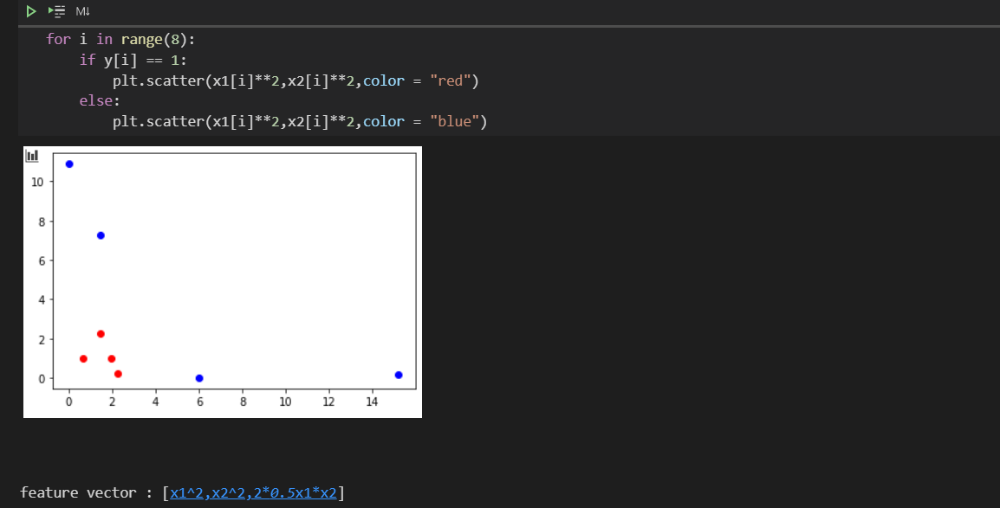 M↓
for i in range(8):
    if y[i] == 1:
        plt.scatter(x1[i]**2,x2[i]**2,color = "red")
    else:
        plt.scatter(x1[i]**2,x2[i]**2,color = "blue")
10
8
6
4
2
0
0 2 4 6 8 10 12 14
feature vector : [x1^2,x2^2,2*0.5x1*x2]